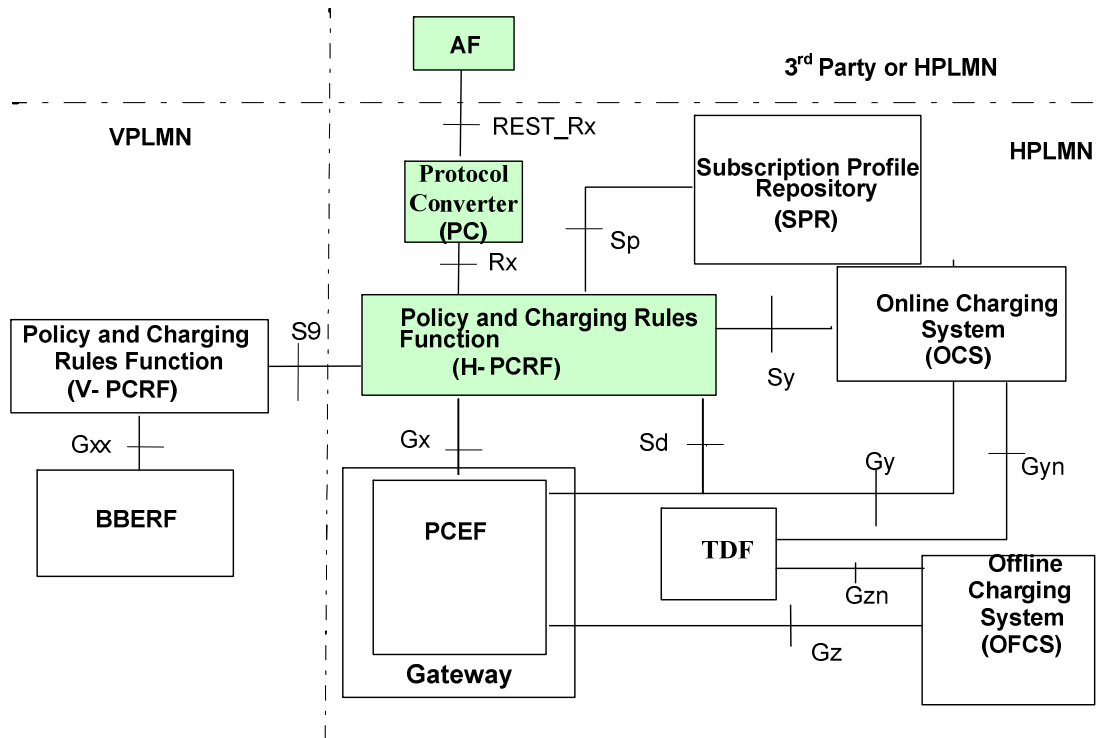 AF
3rd Party or HPLMN
VPLMN
REST_Rx
HPLMN
Protocol
Converter
(PC)
Subscription Profile
Repository
(SPR)
Sp
Rx
Policy and Charging
Rules Function
(V- PCRF)
S9
Policy and Charging Rules
Function
(H- PCRF)
Sy
Online Charging
System
(OCS)
Gxx
Gx
Sd
Gy
Gyn
BBERF
PCEF
TDF
Gzn
Offline
Charging
System
(OFCS)
Gz
Gateway